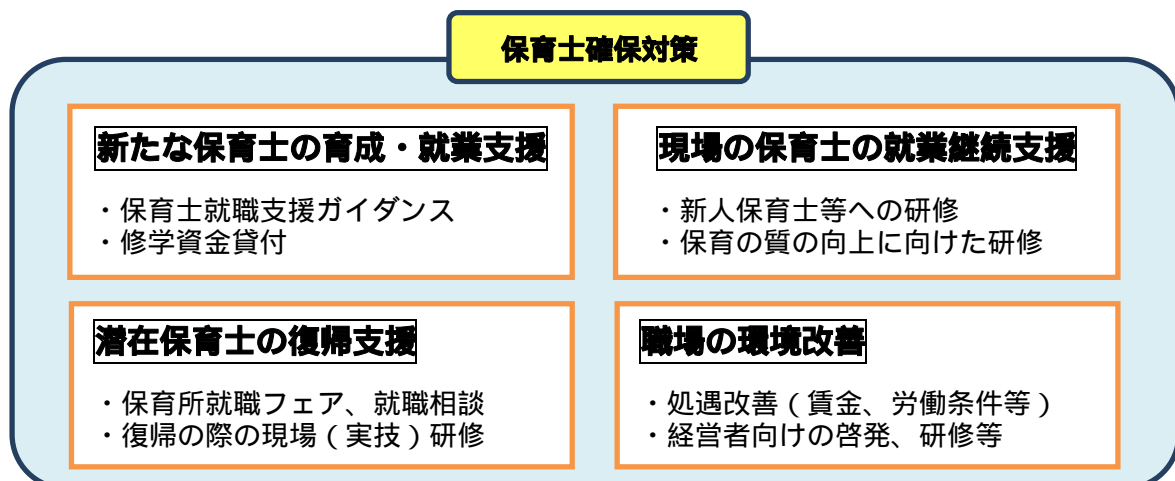 保育士確保対策
新たな保育士の育成・就業支援
・保育士就職支援ガイダンス
・修学資金貸付
現場の保育士の就業継続支援
・新人保育士等への研修
・保育の質の向上に向けた研修
潜在保育士の復帰支援
・保育所就職フェア、就職相談
・復帰の際の現場（実技）研修
職場の環境改善
・処遇改善（賃金、労働条件等）
・経営者向けの啓発、研修等